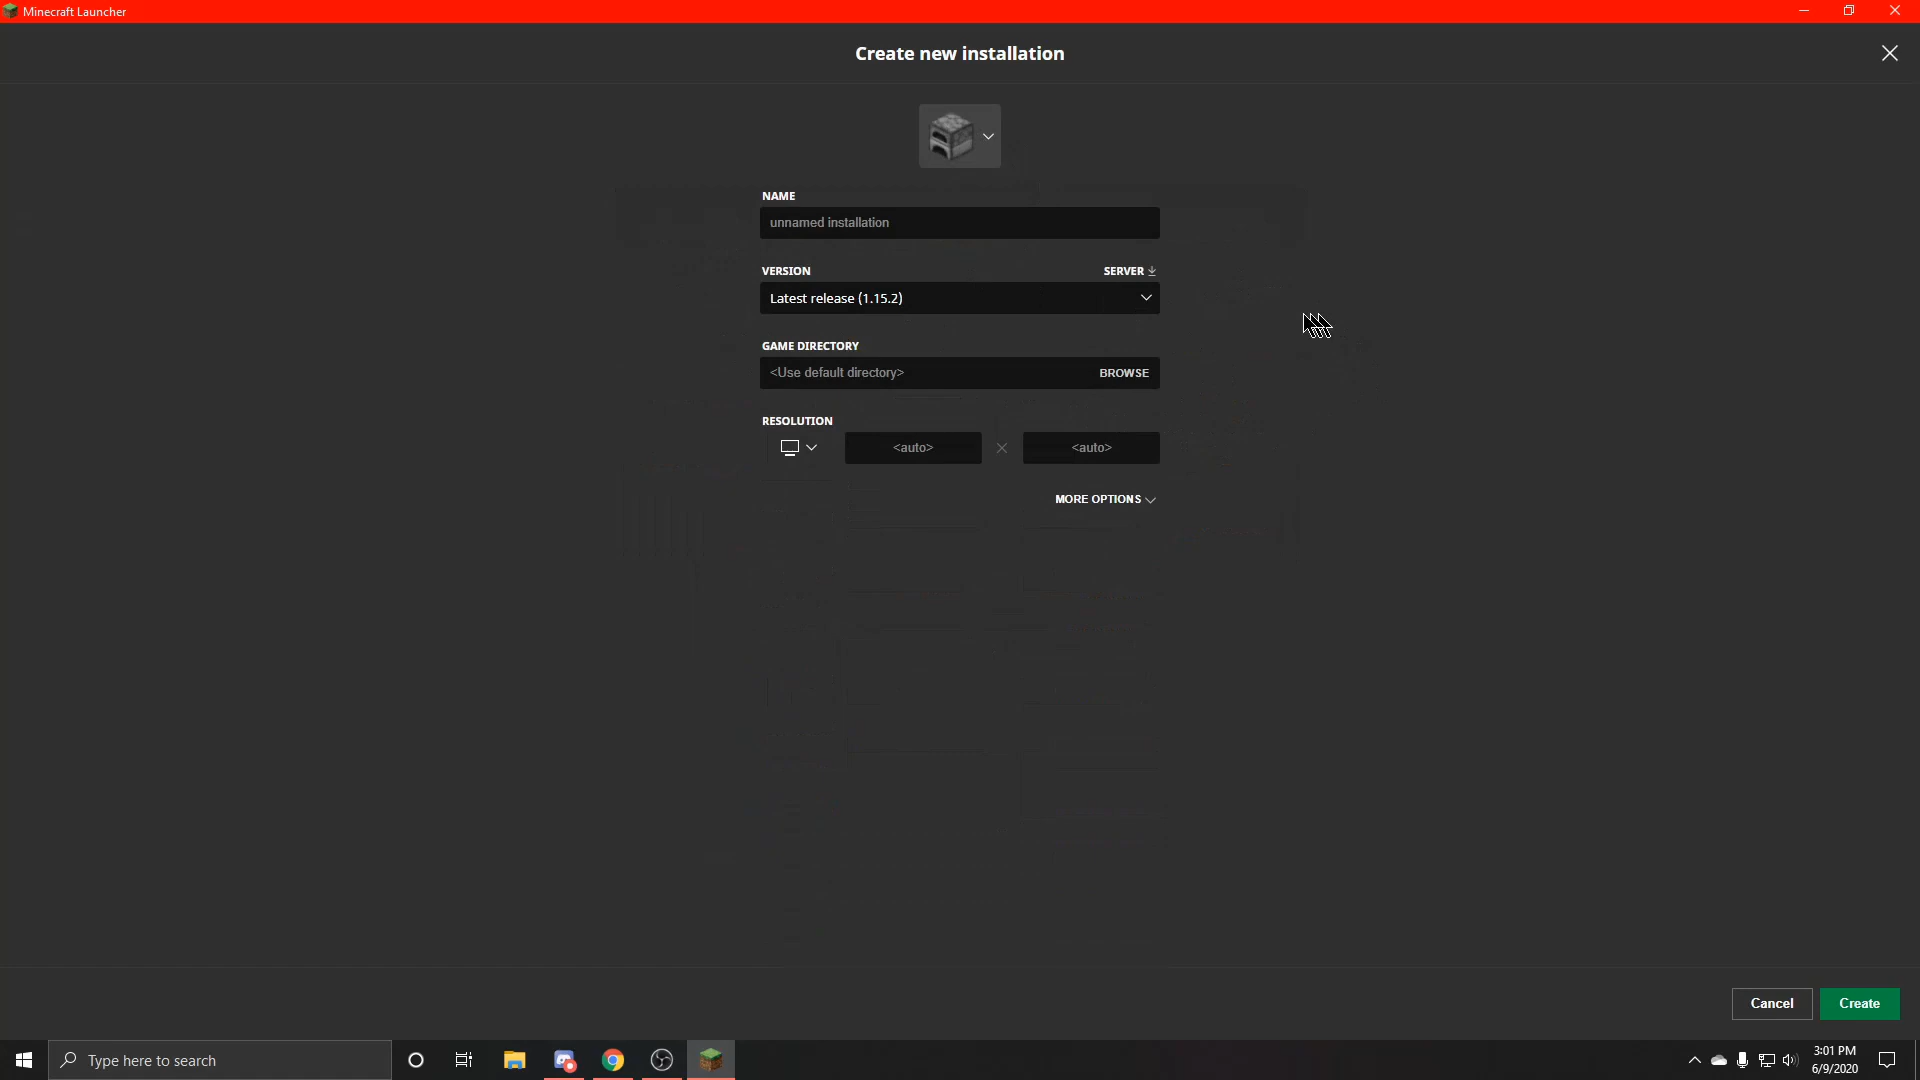 Minecraft Launcher
Create new installation
NAME
unnamed installation
VERSION
SERVER
Latest release (1.15.2)
GAME DIRECTORY
<Use default directory>
BROWSE
RESOLUTION
<auto>
<auto>
MORE OPTIONS
Cancel
Create
Type here to search
3:01 PM
6/9/2020